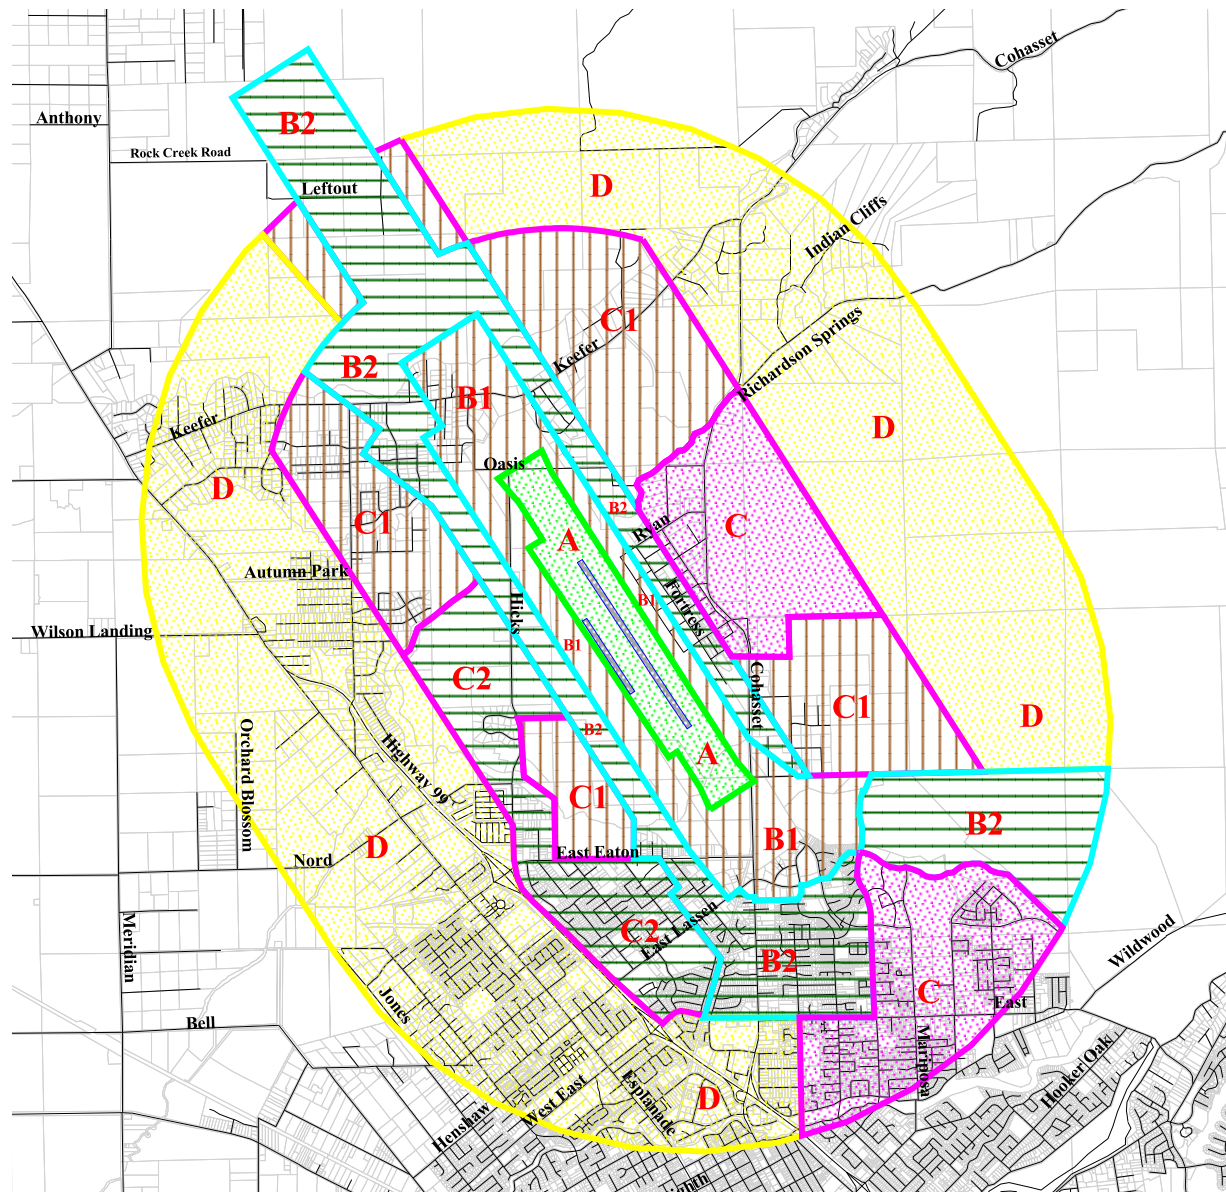 Cohasset
Anthony
B2
Rock Creek Road
Leftout
D
Indian Cliffs
C1
Keefer
Richardson Springs
B2
B1
Keefer
D
Oasis
D
B2
C1
Ryan
C
A
Autumn Park
Hicks
B1
Fortress
Wilson Landing
B1
C2
Cohasset
C1
D
B2
A
Orchard Blossom
Highway 99
C1
B2
B1
D
Nord
East Eaton
Meridian
C2
East Lassen
B2
Wildwood
C
East
Jones
Bell
Mariposa
Hooker Oak
D
Esplanade
West East
Henshaw